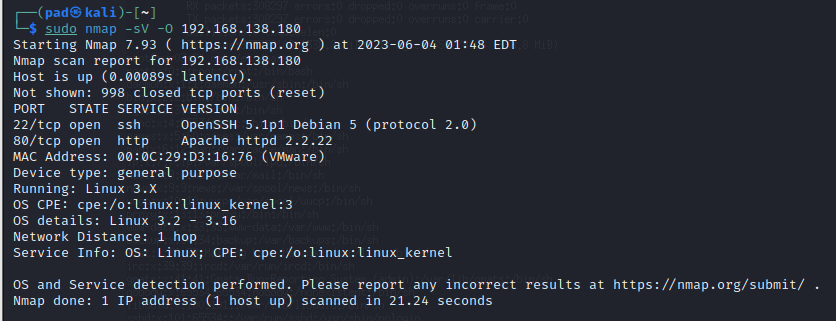 ┌──(pad㉿kali)-[~]
└─$ sudo nmap -sV -O 192.168.138.180
Starting Nmap 7.93 ( https://nmap.org ) at 2023-06-04 01:48 EDT
Nmap scan report for 192.168.138.180
Host is up (0.00089s latency).
Not shown: 998 closed tcp ports (reset)
PORT   STATE SERVICE VERSION
22/tcp open  ssh     OpenSSH 5.1p1 Debian 5 (protocol 2.0)
80/tcp open  http    Apache httpd 2.2.22
MAC Address: 00:0C:29:D3:16:76 (VMware)
Device type: general purpose
Running: Linux 3.X
OS CPE: cpe:/o:linux:linux_kernel:3
OS details: Linux 3.2 - 3.16
Network Distance: 1 hop
Service Info: OS: Linux; CPE: cpe:/o:linux:linux_kernel

OS and Service detection performed. Please report any incorrect results at https://nmap.org/submit/ .
Nmap done: 1 IP address (1 host up) scanned in 21.24 seconds